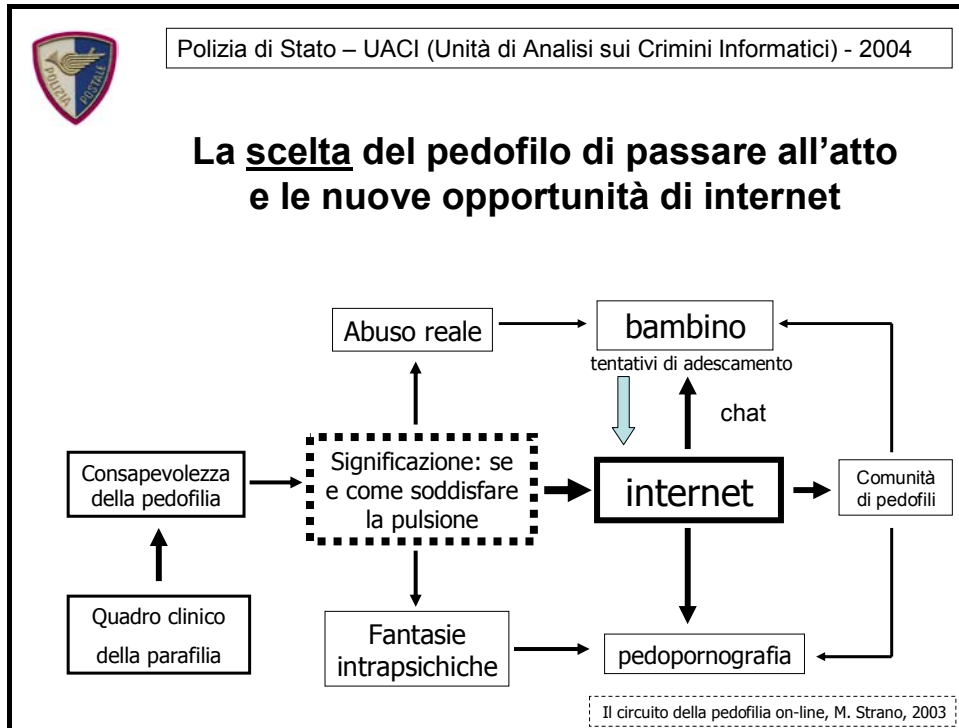 Polizia di Stato – UACI (Unità di Analisi sui Crimini Informatici) - 2004
POLIZIA POSTALE
La scelta del pedofilo di passare all’atto
e le nuove opportunità di internet
Abuso reale
bambino
tentativi di adescamento
chat
Consapevolezza
della pedofilia
Significazione: se
e come soddisfare
la pulsione
internet
Comunità
di pedofili
Quadro clinico
della parafilia
Fantasie
intrapsichiche
pedopornografia
Il circuito della pedofilia on-line, M. Strano, 2003